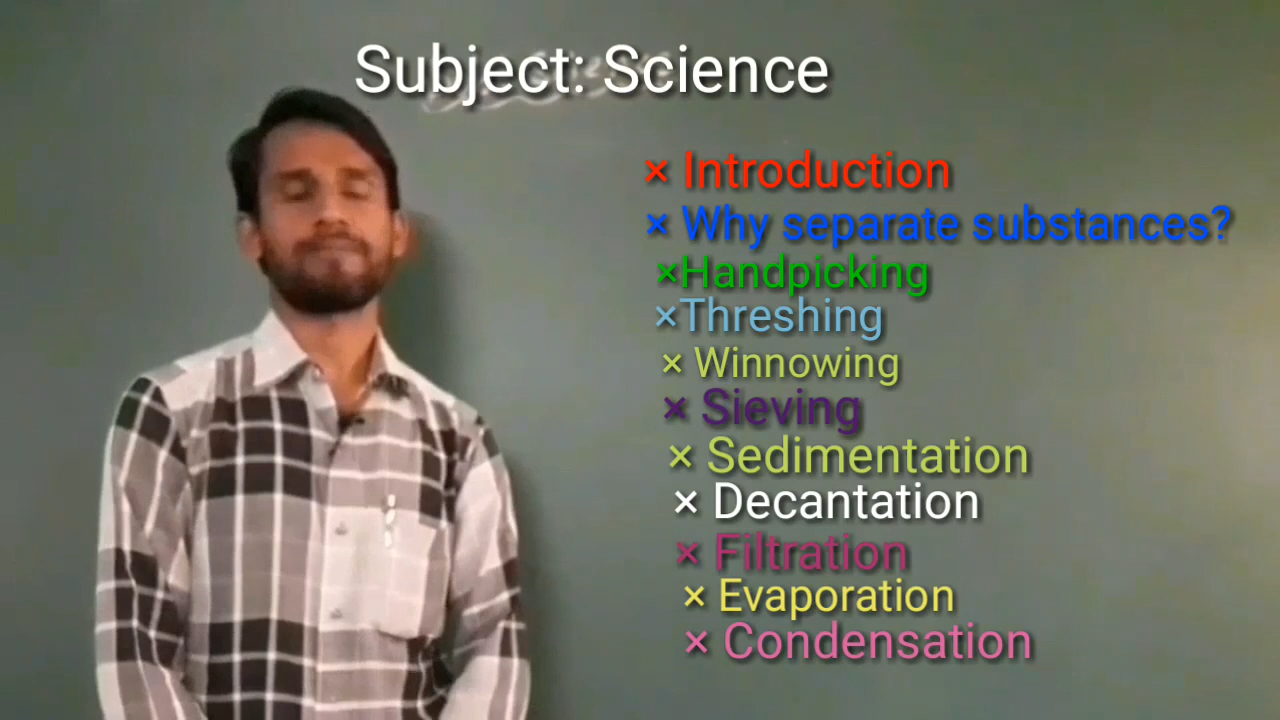 Subject: Science
× Introduction
× Why separate substances?
×Handpicking
×Threshing
× Winnowing
× Sieving
× Sedimentation
× Decantation
× Filtration
× Evaporation
× Condensation